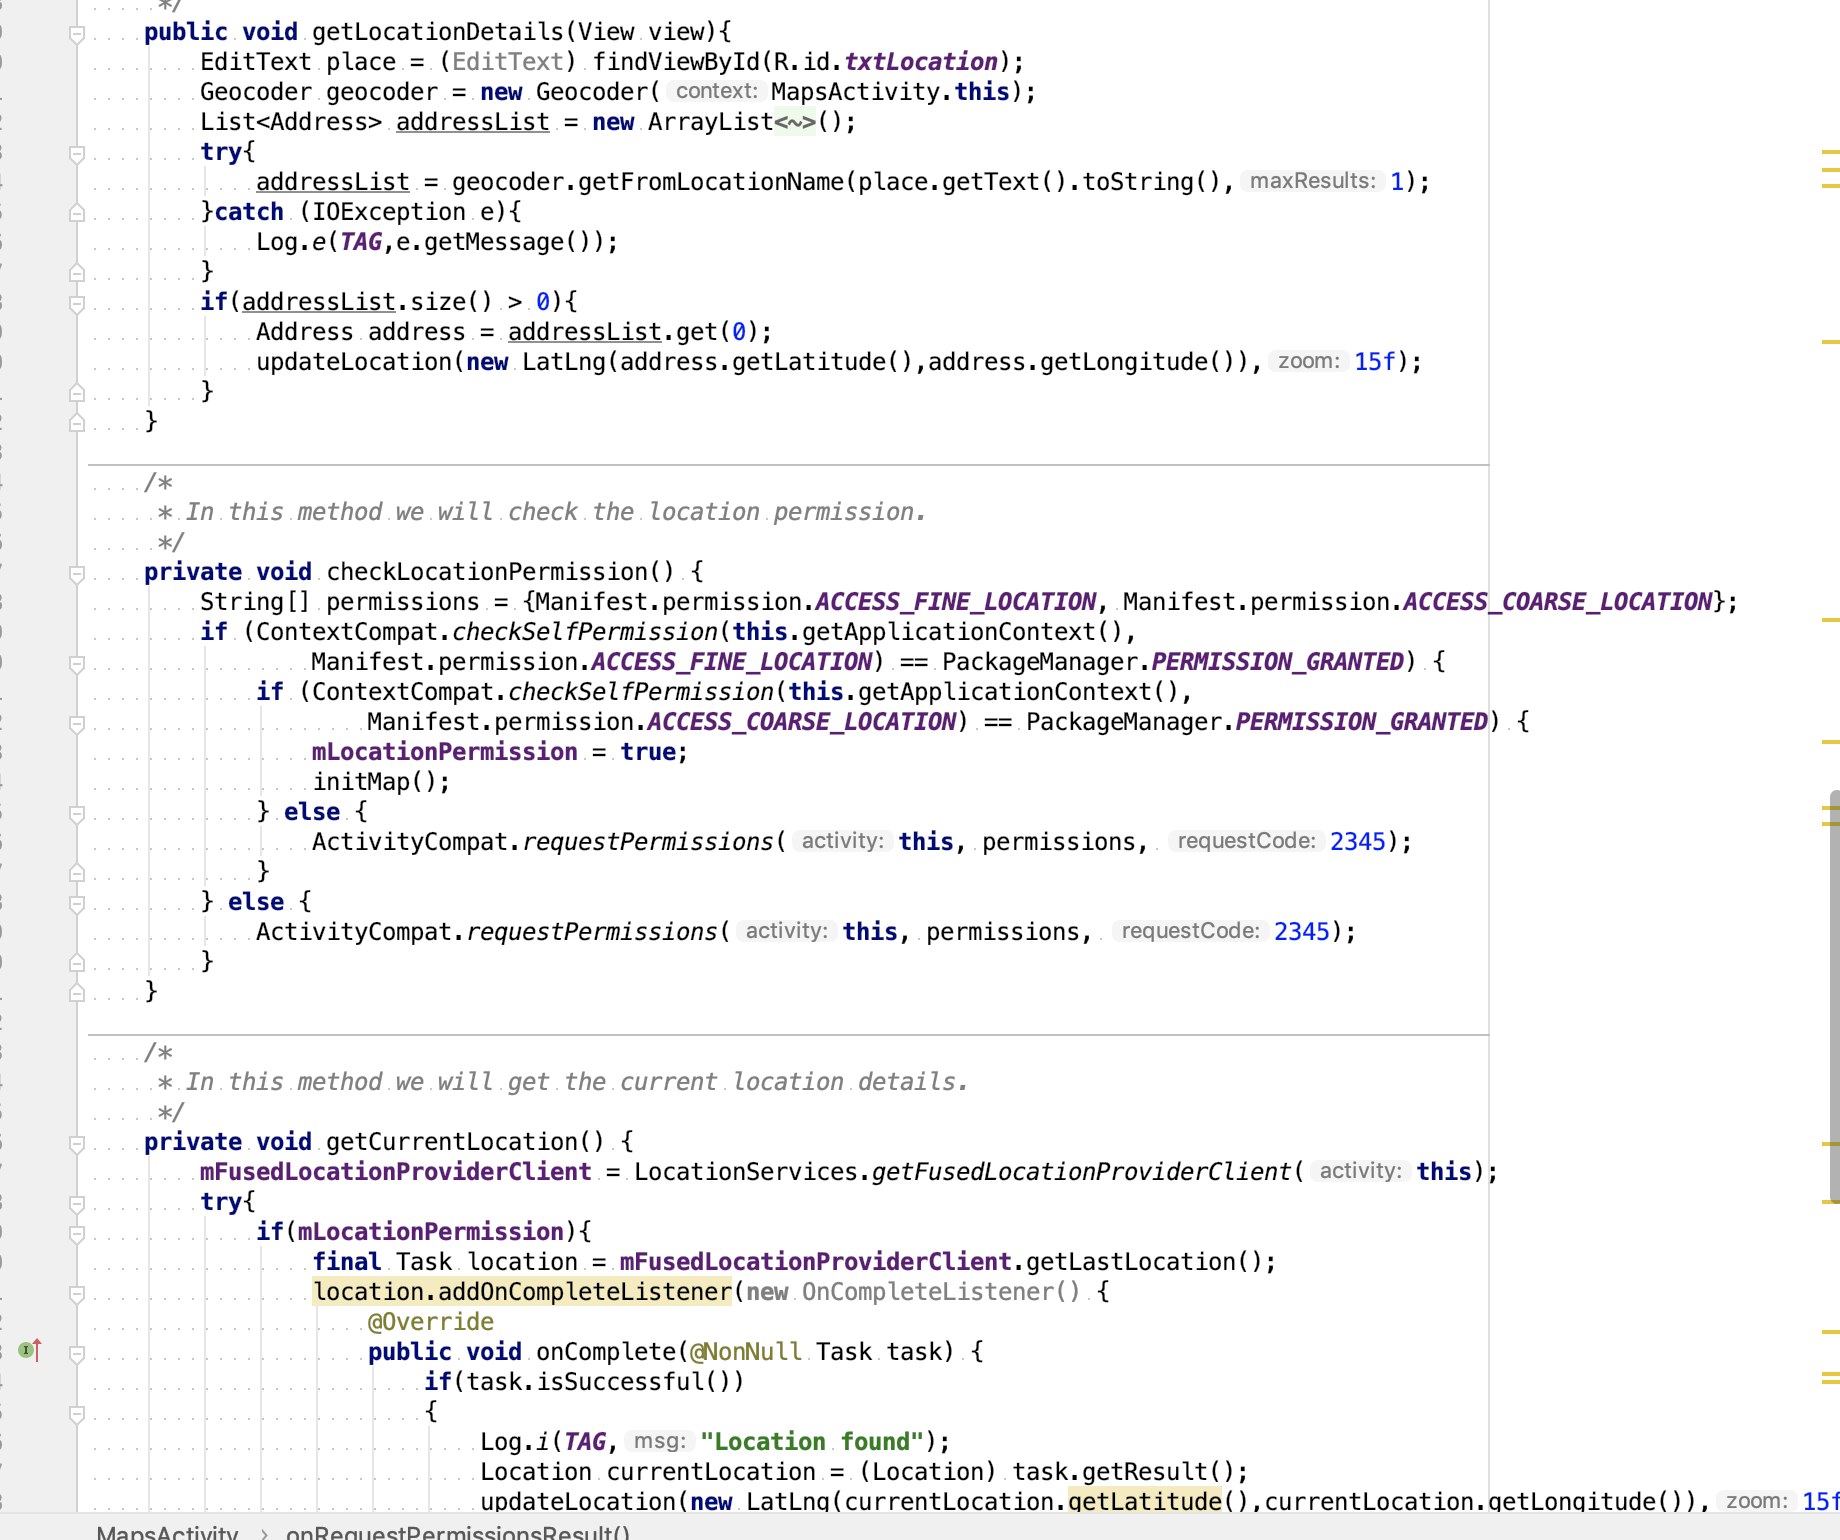 */
public void getLocationDetails(View view){
EditText place = (EditText) findViewById(R.id.txtLocation);
Geocoder geocoder = new Geocoder( context: MapsActivity.this);
List<Address> addressList = new ArrayList<~>();
try{
addressList = geocoder.getFromLocationName(place.getText().toString(), maxResults: 1);
}catch (IOException e){
Log.e(TAG,e.getMessage());
}
if(addressList.size() > 0){
Address address = addressList.get(0);
updateLocation(new LatLng(address.getLatitude(),address.getLongitude()), zoom: 15f);
}
}
/*
* In this method we will check the location permission.
*/
private void checkLocationPermission() {
String[] permissions = {Manifest.permission.ACCESS_FINE_LOCATION, Manifest.permission.ACCESS_COARSE_LOCATION};
if (ContextCompat.checkSelfPermission(this.getApplicationContext(),
Manifest.permission.ACCESS_FINE_LOCATION) == PackageManager.PERMISSION_GRANTED) {
if (ContextCompat.checkSelfPermission(this.getApplicationContext(),
Manifest.permission.ACCESS_COARSE_LOCATION) == PackageManager.PERMISSION_GRANTED) {
mLocationPermission = true;
initMap();
} else {
ActivityCompat.requestPermissions( activity: this, permissions, requestCode: 2345);
}
} else {
ActivityCompat.requestPermissions( activity: this, permissions, requestCode: 2345);
}
}
/*
* In this method we will get the current location details.
*/
private void getCurrentLocation() {
mFusedLocationProviderClient = LocationServices.getFusedLocationProviderClient( activity: this);
try{
if(mLocationPermission){
final Task location = mFusedLocationProviderClient.getLastLocation();
location.addOnCompleteListener(new OnCompleteListener() {
@Override
public void onComplete(@NonNull Task task) {
if(task.isSuccessful())
{
Log.i(TAG, msg: "Location found");
Location currentLocation = (Location) task.getResult();
updateLocation(new LatLng(currentLocation.getLatitude(),currentLocation.getLongitude()), zoom: 15f
MapsActivity › onRequestPermissionsResult()